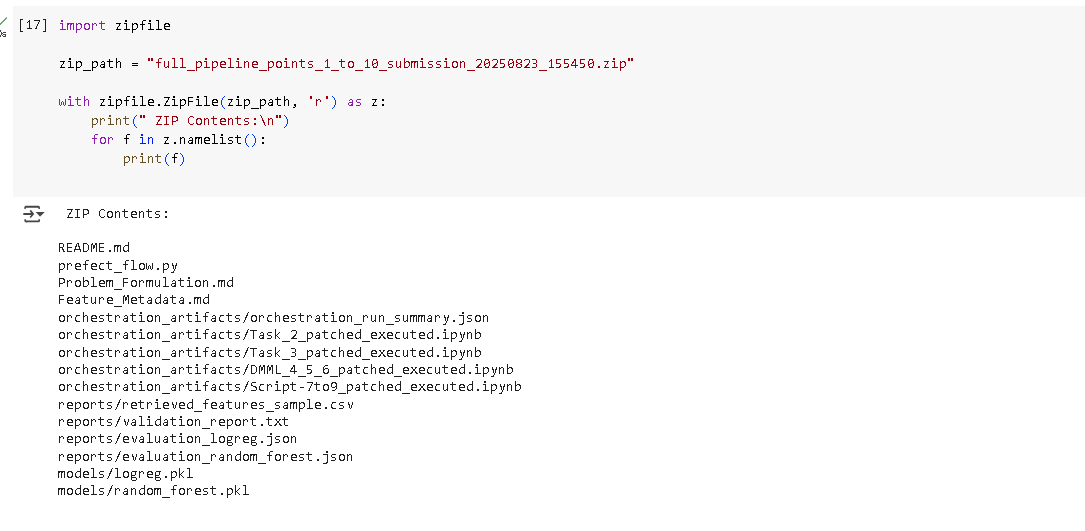 [17] import zipfile
zip_path = "full_pipeline_points_1_to_10_submission_20250823_155450.zip"
with zipfile.ZipFile(zip_path, 'r') as z:
    print(" ZIP Contents:\n")
    for f in z.namelist():
        print(f)
ZIP Contents:
README.md
prefect_flow.py
Problem_Formulation.md
Feature_Metadata.md
orchestration_artifacts/orchestration_run_summary.json
orchestration_artifacts/Task_2_patched_executed.ipynb
orchestration_artifacts/Task_3_patched_executed.ipynb
orchestration_artifacts/DMML_4_5_6_patched_executed.ipynb
orchestration_artifacts/Script-7to9_patched_executed.ipynb
reports/retrieved_features_sample.csv
reports/validation_report.txt
reports/evaluation_logreg.json
reports/evaluation_random_forest.json
models/logreg.pkl
models/random_forest.pkl